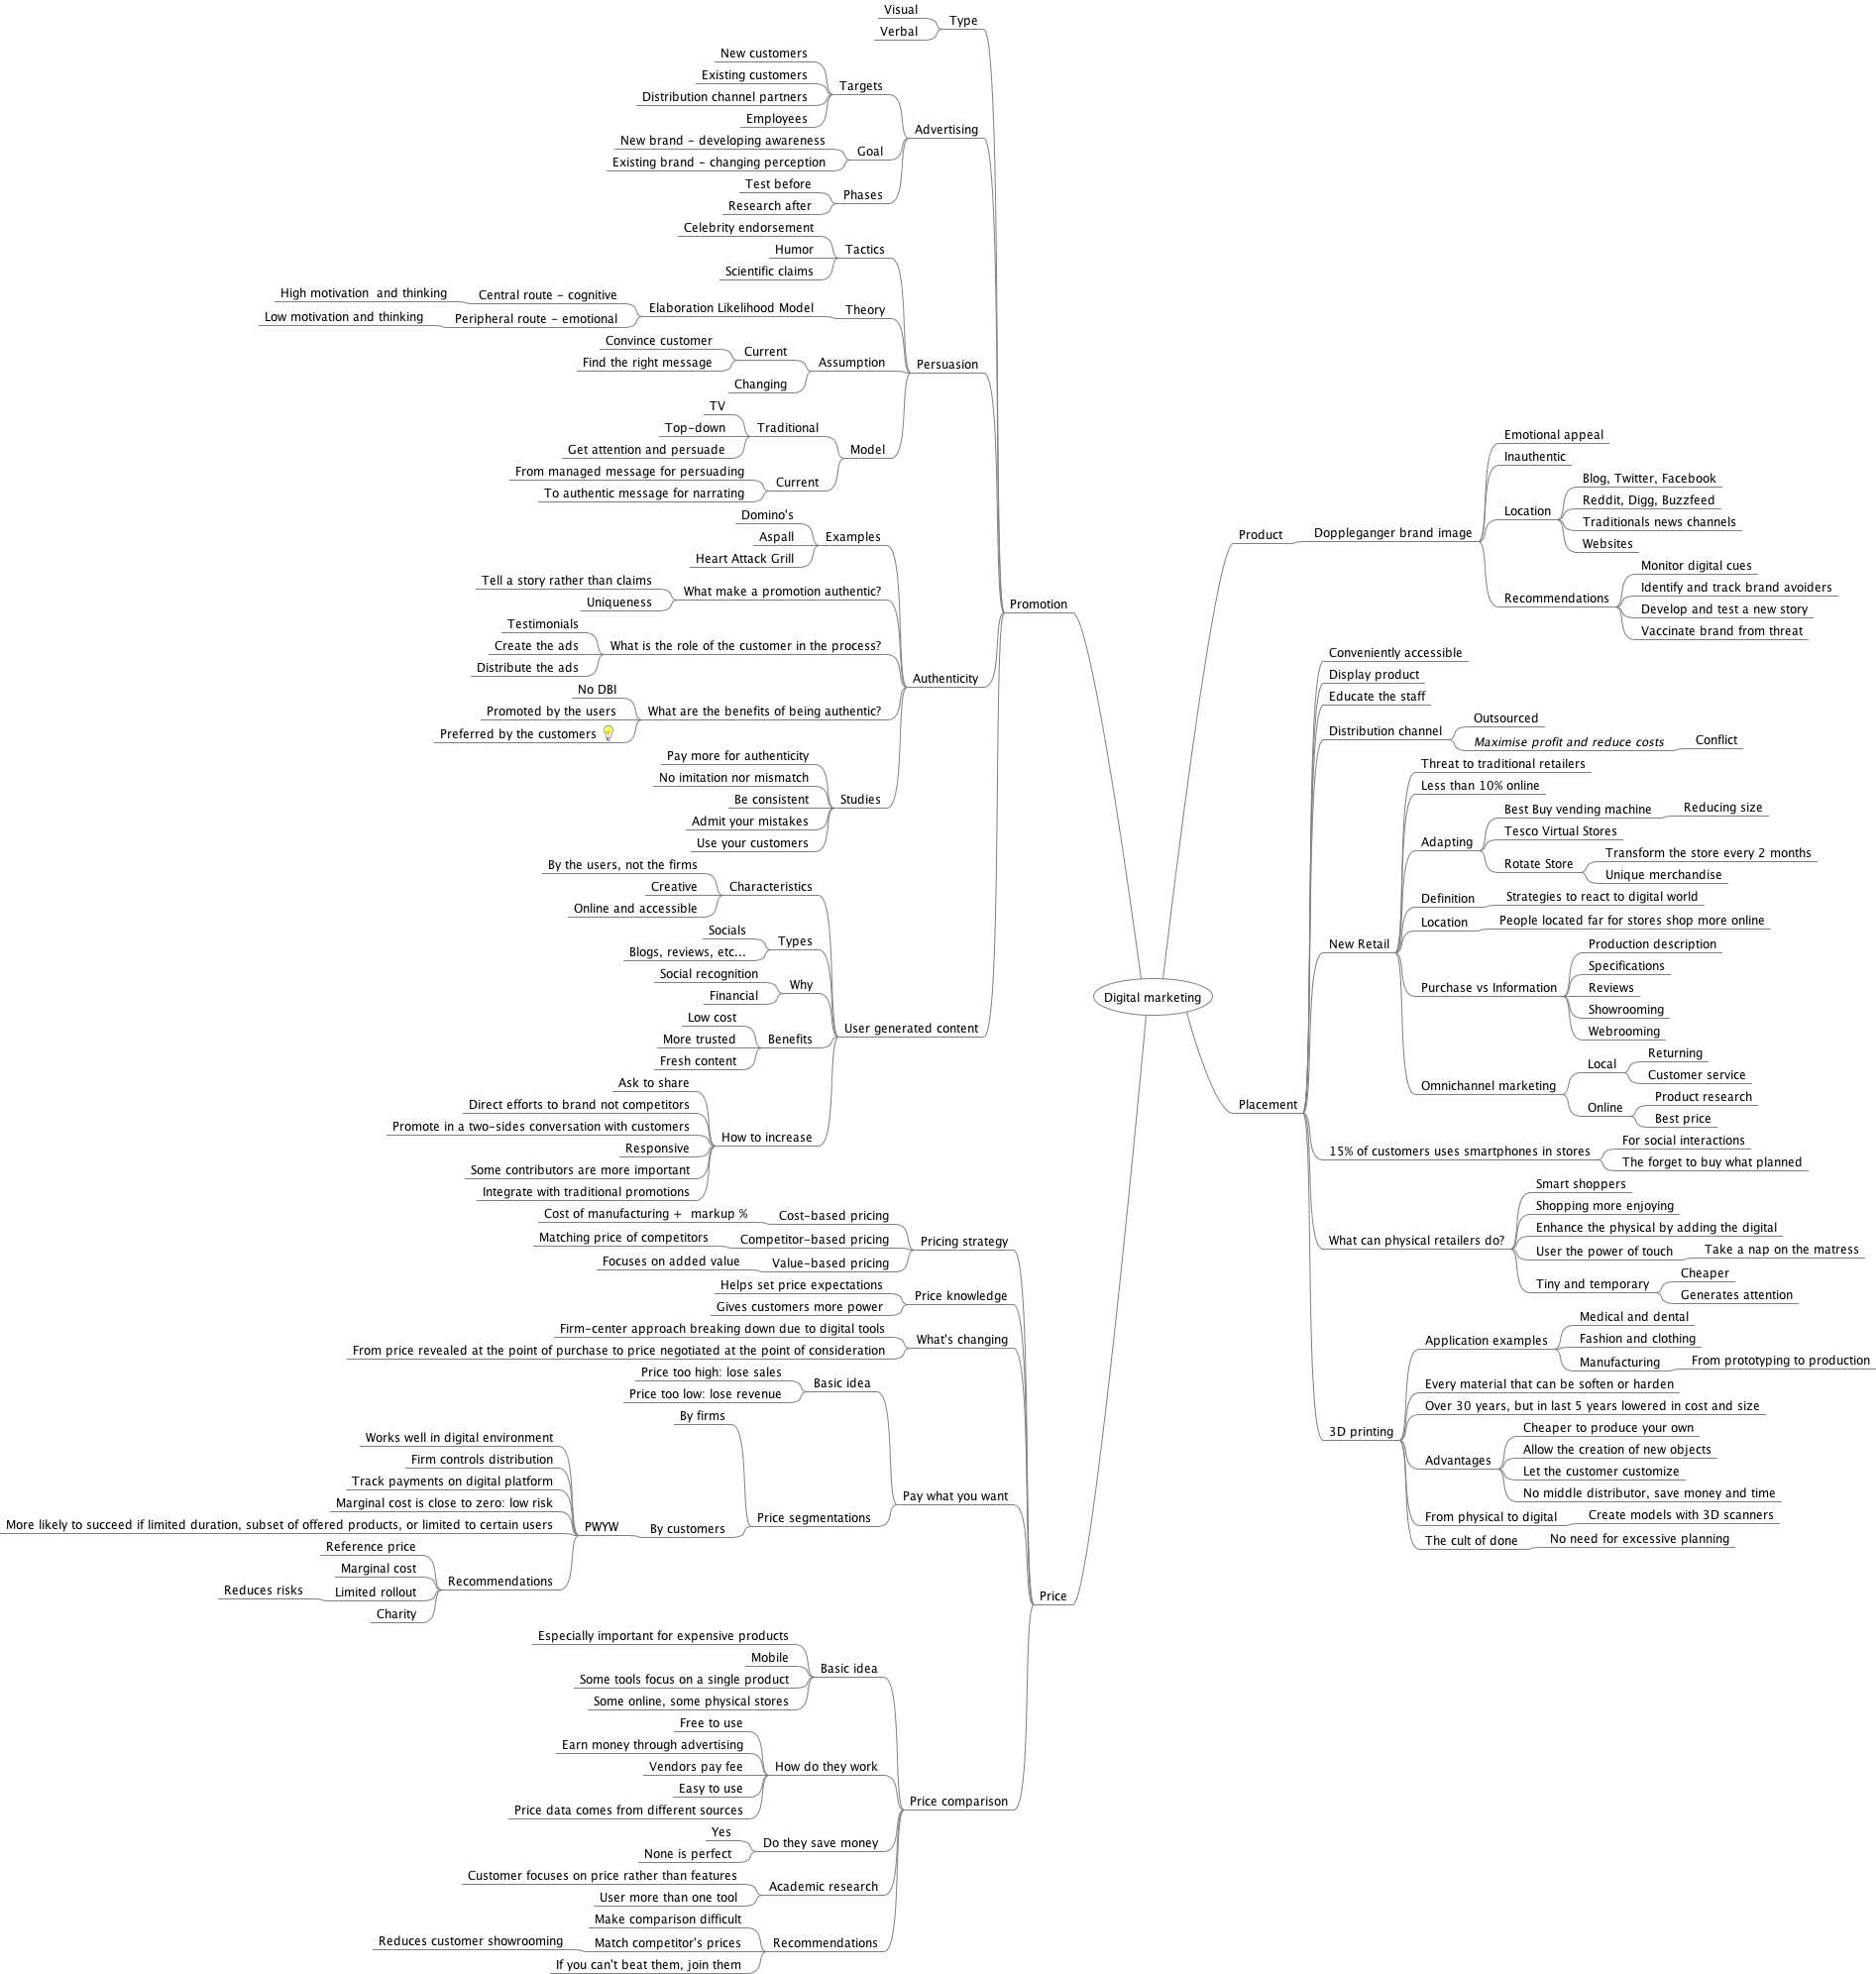 Visual
Type
Verbal
New customers
Existing customers
Targets
Distribution channel partners
Employees
Advertising
New brand - developing awareness
Goal
Existing brand - changing perception
Test before
Phases
Research after
Celebrity endorsement
Humor
Tactics
Scientific claims
High motivation  and thinking
Central route - cognitive
Elaboration Likelihood Model
Theory
Low motivation and thinking
Peripheral route - emotional
Convince customer
Current
Find the right message
Assumption
Persuasion
Changing
TV
Top-down
Traditional
Get attention and persuade
Model
From managed message for persuading
Current
To authentic message for narrating
Domino's
Aspall
Examples
Heart Attack Grill
Tell a story rather than claims
What make a promotion authentic?
Uniqueness
Promotion
Testimonials
Create the ads
What is the role of the customer in the process?
Distribute the ads
Authenticity
No DBI
Promoted by the users
What are the benefits of being authentic?
Preferred by the customers
Pay more for authenticity
No imitation nor mismatch
Be consistent
Studies
Admit your mistakes
Use your customers
By the users, not the firms
Creative
Characteristics
Online and accessible
Socials
Types
Blogs, reviews, etc...
Social recognition
Why
Financial
Low cost
User generated content
More trusted
Benefits
Fresh content
Ask to share
Direct efforts to brand not competitors
Promote in a two-sides conversation with customers
How to increase
Responsive
Some contributors are more important
Integrate with traditional promotions
Digital marketing
Cost of manufacturing +  markup %
Cost-based pricing
Matching price of competitors
Competitor-based pricing
Pricing strategy
Focuses on added value
Value-based pricing
Helps set price expectations
Price knowledge
Gives customers more power
Firm-center approach breaking down due to digital tools
What's changing
From price revealed at the point of purchase to price negotiated at the point of consideration
Price too high: lose sales
Basic idea
Price too low: lose revenue
By firms
Pay what you want
Price segmentations
Works well in digital environment
Firm controls distribution
Track payments on digital platform
Marginal cost is close to zero: low risk
More likely to succeed if limited duration, subset of offered products, or limited to certain users
PWYW
By customers
Reference price
Marginal cost
Recommendations
Reduces risks
Limited rollout
Charity
Price
Especially important for expensive products
Mobile
Basic idea
Some tools focus on a single product
Some online, some physical stores
Free to use
Earn money through advertising
Vendors pay fee
How do they work
Easy to use
Price data comes from different sources
Price comparison
Yes
Do they save money
None is perfect
Customer focuses on price rather than features
Academic research
User more than one tool
Make comparison difficult
Reduces customer showrooming
Match competitor's prices
Recommendations
If you can't beat them, join them
Product
Doppleganger brand image
Emotional appeal
Inauthentic
Location
Blog, Twitter, Facebook
Reddit, Digg, Buzzfeed
Traditionals news channels
Websites
Recommendations
Monitor digital cues
Identify and track brand avoiders
Develop and test a new story
Vaccinate brand from threat
Placement
Conveniently accessible
Display product
Educate the staff
Distribution channel
Outsourced
Maximise profit and reduce costs
Conflict
New Retail
Threat to traditional retailers
Less than 10% online
Adapting
Best Buy vending machine
Reducing size
Tesco Virtual Stores
Rotate Store
Transform the store every 2 months
Unique merchandise
Definition
Strategies to react to digital world
Location
People located far for stores shop more online
Purchase vs Information
Production description
Specifications
Reviews
Showrooming
Webrooming
Omnichannel marketing
Local
Returning
Customer service
Online
Product research
Best price
15% of customers uses smartphones in stores
For social interactions
The forget to buy what planned
What can physical retailers do?
Smart shoppers
Shopping more enjoying
Enhance the physical by adding the digital
User the power of touch
Take a nap on the matress
Tiny and temporary
Cheaper
Generates attention
3D printing
Application examples
Medical and dental
Fashion and clothing
Manufacturing
From prototyping to production
Every material that can be soften or harden
Over 30 years, but in last 5 years lowered in cost and size
Advantages
Cheaper to produce your own
Allow the creation of new objects
Let the customer customize
No middle distributor, save money and time
From physical to digital
Create models with 3D scanners
The cult of done
No need for excessive planning